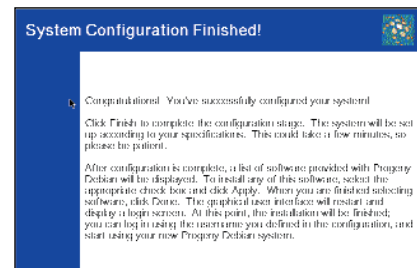 System Configuration Finished!
Congratulations! You've successfully configured your system!
Click Finish to complete the configuration stage. The system will be set
up according to your specifications. This could take a few minutes, so
please be patient.
After configuration is complete, a list of software provided with Progeny
Debian will be displayed. To install any of this software, select the
appropriate check box and click Apply. When you are finished selecting
software, click Done. The graphical user interface will restart and
display a login screen. At this point, the installation will be finished;
you can log in using the username you defined in the configuration, and
start using your new Progeny Debian system.